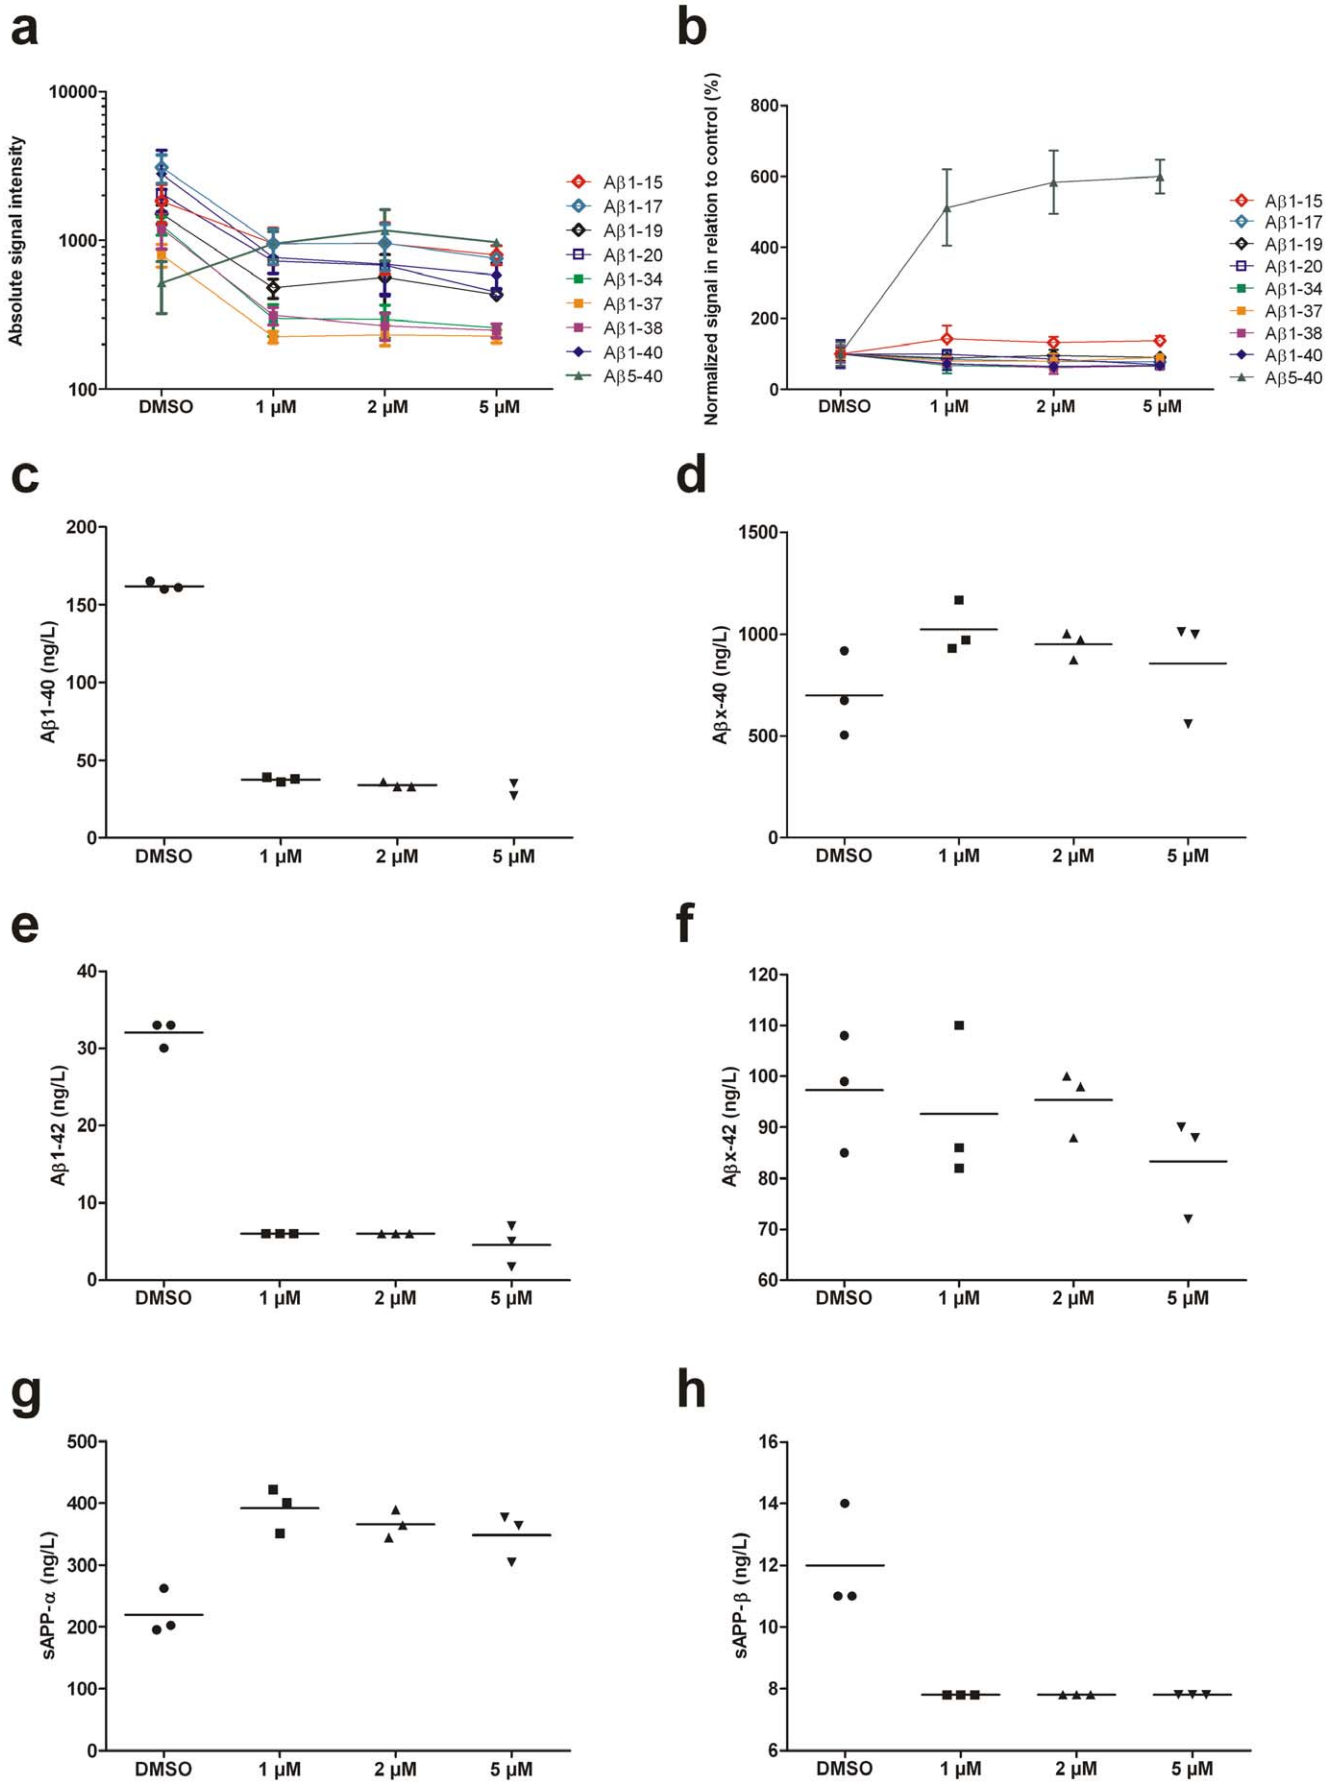 a
Absolute signal intensity
10000
1000
100
DMSO 1 µM 2 µM 5 µM
Aβ1-15
Aβ1-17
Aβ1-19
Aβ1-20
Aβ1-34
Aβ1-37
Aβ1-38
Aβ1-40
Aβ5-40
b
Normalized signal in relation to control (%)
800
600
400
200
0
DMSO 1 µM 2 µM 5 µM
Aβ1-15
Aβ1-17
Aβ1-19
Aβ1-20
Aβ1-34
Aβ1-37
Aβ1-38
Aβ1-40
Aβ5-40
c
Aβ1-40 (ng/L)
200
150
100
50
0
DMSO 1 µM 2 µM 5 µM
d
Aβx-40 (ng/L)
1500
1000
500
0
DMSO 1 µM 2 µM 5 µM
e
Aβ1-42 (ng/L)
40
30
20
10
0
DMSO 1 µM 2 µM 5 µM
f
Aβx-42 (ng/L)
120
110
100
90
80
70
60
DMSO 1 µM 2 µM 5 µM
g
sAPP-α (ng/L)
500
400
300
200
100
0
DMSO 1 µM 2 µM 5 µM
h
sAPP-β (ng/L)
16
14
12
10
8
6
DMSO 1 µM 2 µM 5 µM